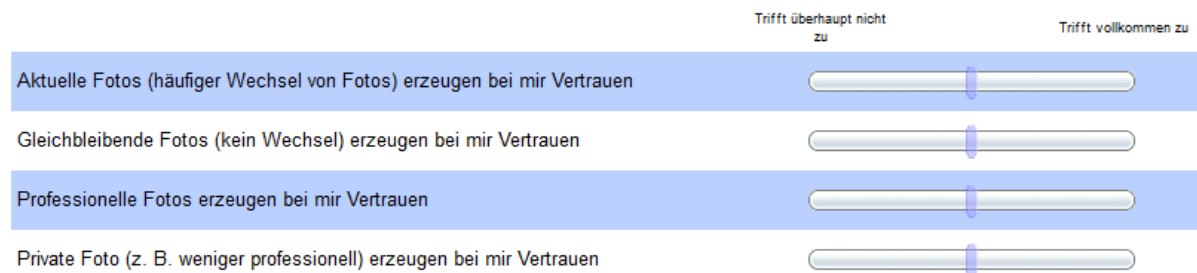 Trifft überhaupt nicht
zu
Trifft vollkommen zu
Aktuelle Fotos (häufiger Wechsel von Fotos) erzeugen bei mir Vertrauen
Gleichbleibende Fotos (kein Wechsel) erzeugen bei mir Vertrauen
Professionelle Fotos erzeugen bei mir Vertrauen
Private Foto (z. B. weniger professionell) erzeugen bei mir Vertrauen